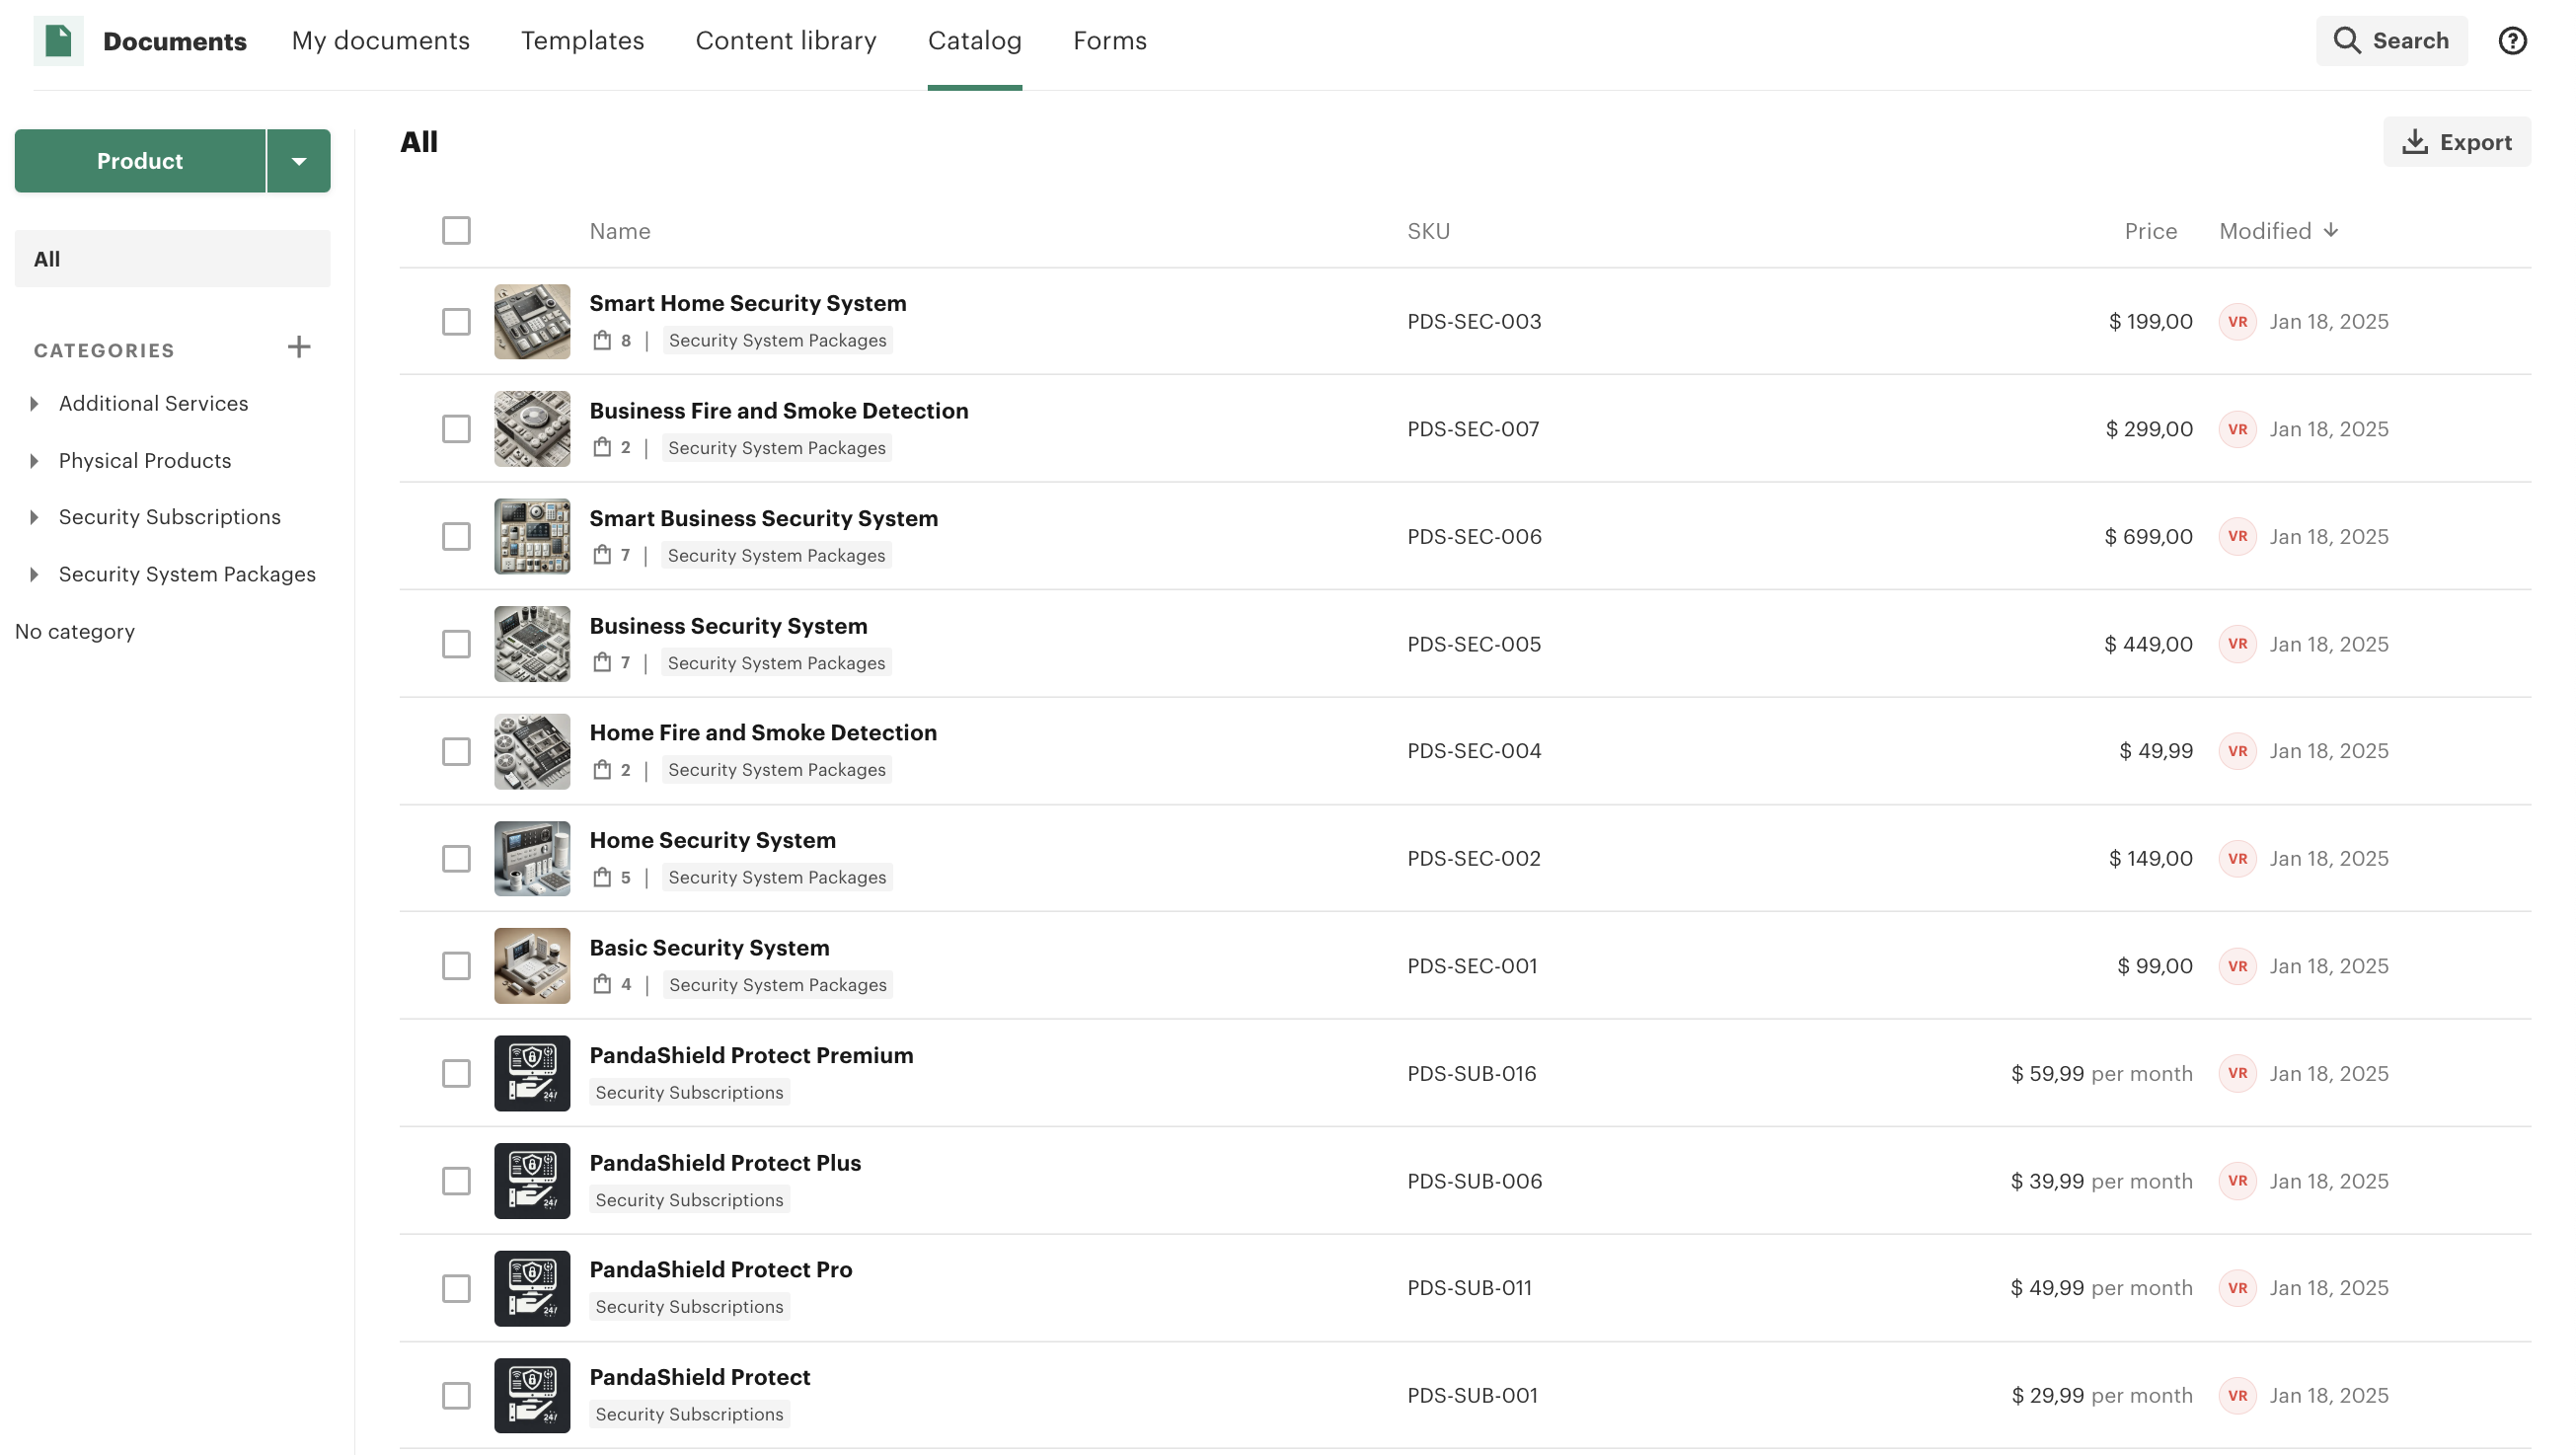 Documents My documents Templates Content library Catalog Forms Search
Product
All
CATEGORIES
Additional Services
Physical Products
Security Subscriptions
Security System Packages
No category
All Export
Name SKU Price Modified
Smart Home Security System
8 | Security System Packages
PDS-SEC-003 $ 199,00 VR Jan 18, 2025
Business Fire and Smoke Detection
2 | Security System Packages
PDS-SEC-007 $ 299,00 VR Jan 18, 2025
Smart Business Security System
7 | Security System Packages
PDS-SEC-006 $ 699,00 VR Jan 18, 2025
Business Security System
7 | Security System Packages
PDS-SEC-005 $ 449,00 VR Jan 18, 2025
Home Fire and Smoke Detection
2 | Security System Packages
PDS-SEC-004 $ 49,99 VR Jan 18, 2025
Home Security System
5 | Security System Packages
PDS-SEC-002 $ 149,00 VR Jan 18, 2025
Basic Security System
4 | Security System Packages
PDS-SEC-001 $ 99,00 VR Jan 18, 2025
PandaShield Protect Premium
Security Subscriptions
PDS-SUB-016 $ 59,99 per month VR Jan 18, 2025
PandaShield Protect Plus
Security Subscriptions
PDS-SUB-006 $ 39,99 per month VR Jan 18, 2025
PandaShield Protect Pro
Security Subscriptions
PDS-SUB-011 $ 49,99 per month VR Jan 18, 2025
PandaShield Protect
Security Subscriptions
PDS-SUB-001 $ 29,99 per month VR Jan 18, 2025